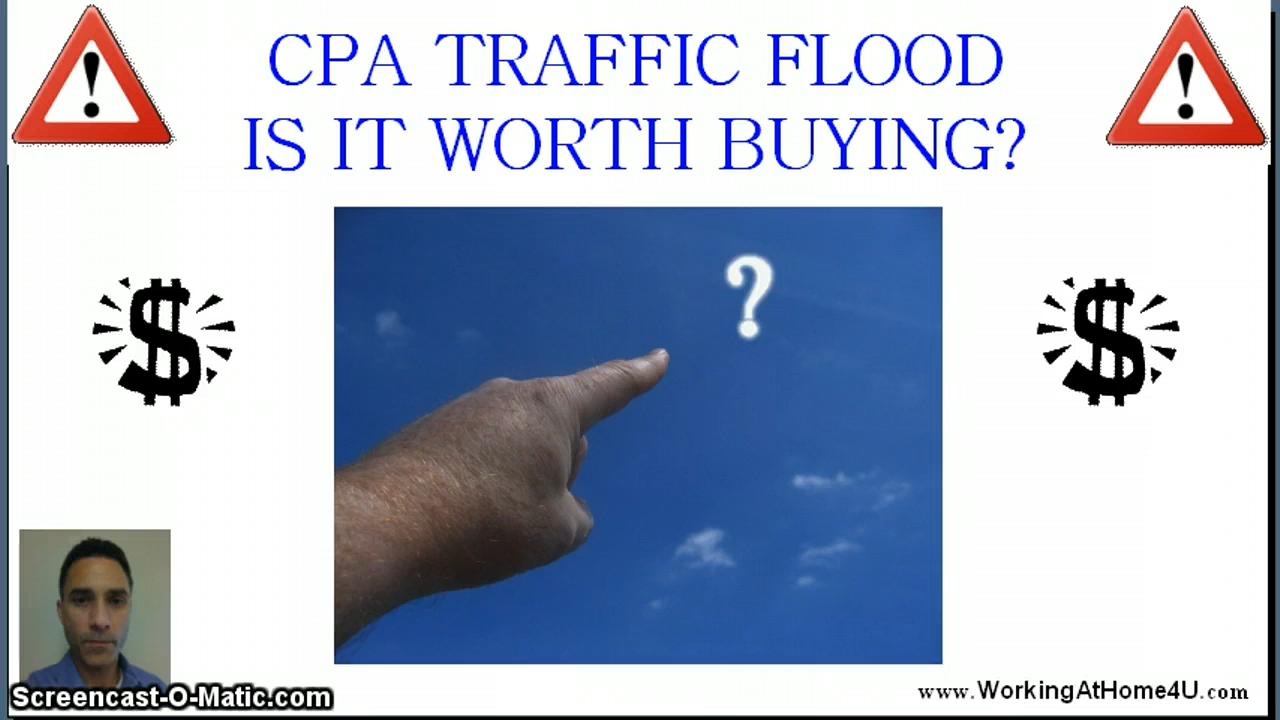 CPA TRAFFIC FLOOD
IS IT WORTH BUYING?
?
Screencast-O-Matic.com
www.WorkingAtHome4U.com